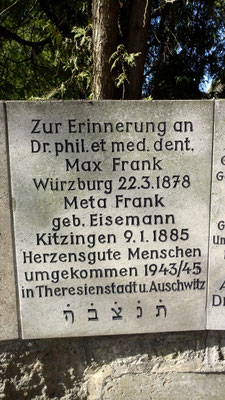 Zur Erinnerung an
Dr. phil. et med. dent.
Max Frank
Würzburg 22.3.1878
Meta Frank
geb. Eisemann
Kitzingen 9.1.1885
Herzensgute Menschen
umgekommen 1943/45
in Theresienstadt u. Auschwitz
ת נ צ ב ה